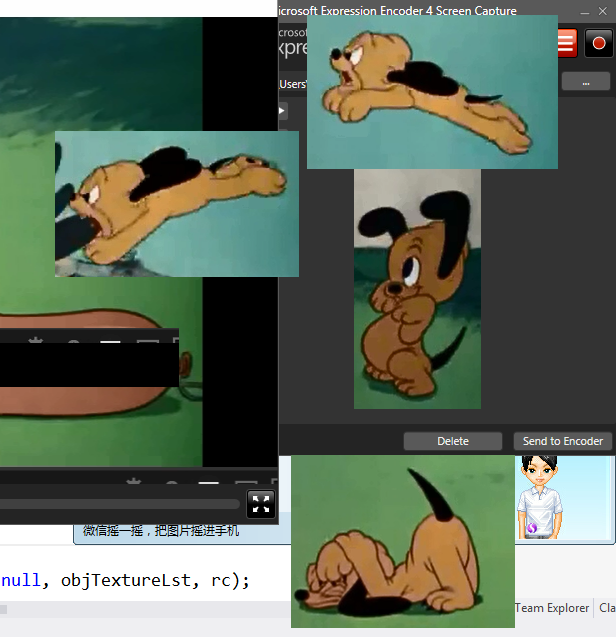 icrosoft Expression Encoder 4 Screen Capture
icrosof
xpre
Users'
...
Delete
Send to Encoder
微信摇一摇，把图片摇进手机
null, objTextureLst, rc);
Team Explorer
Cla